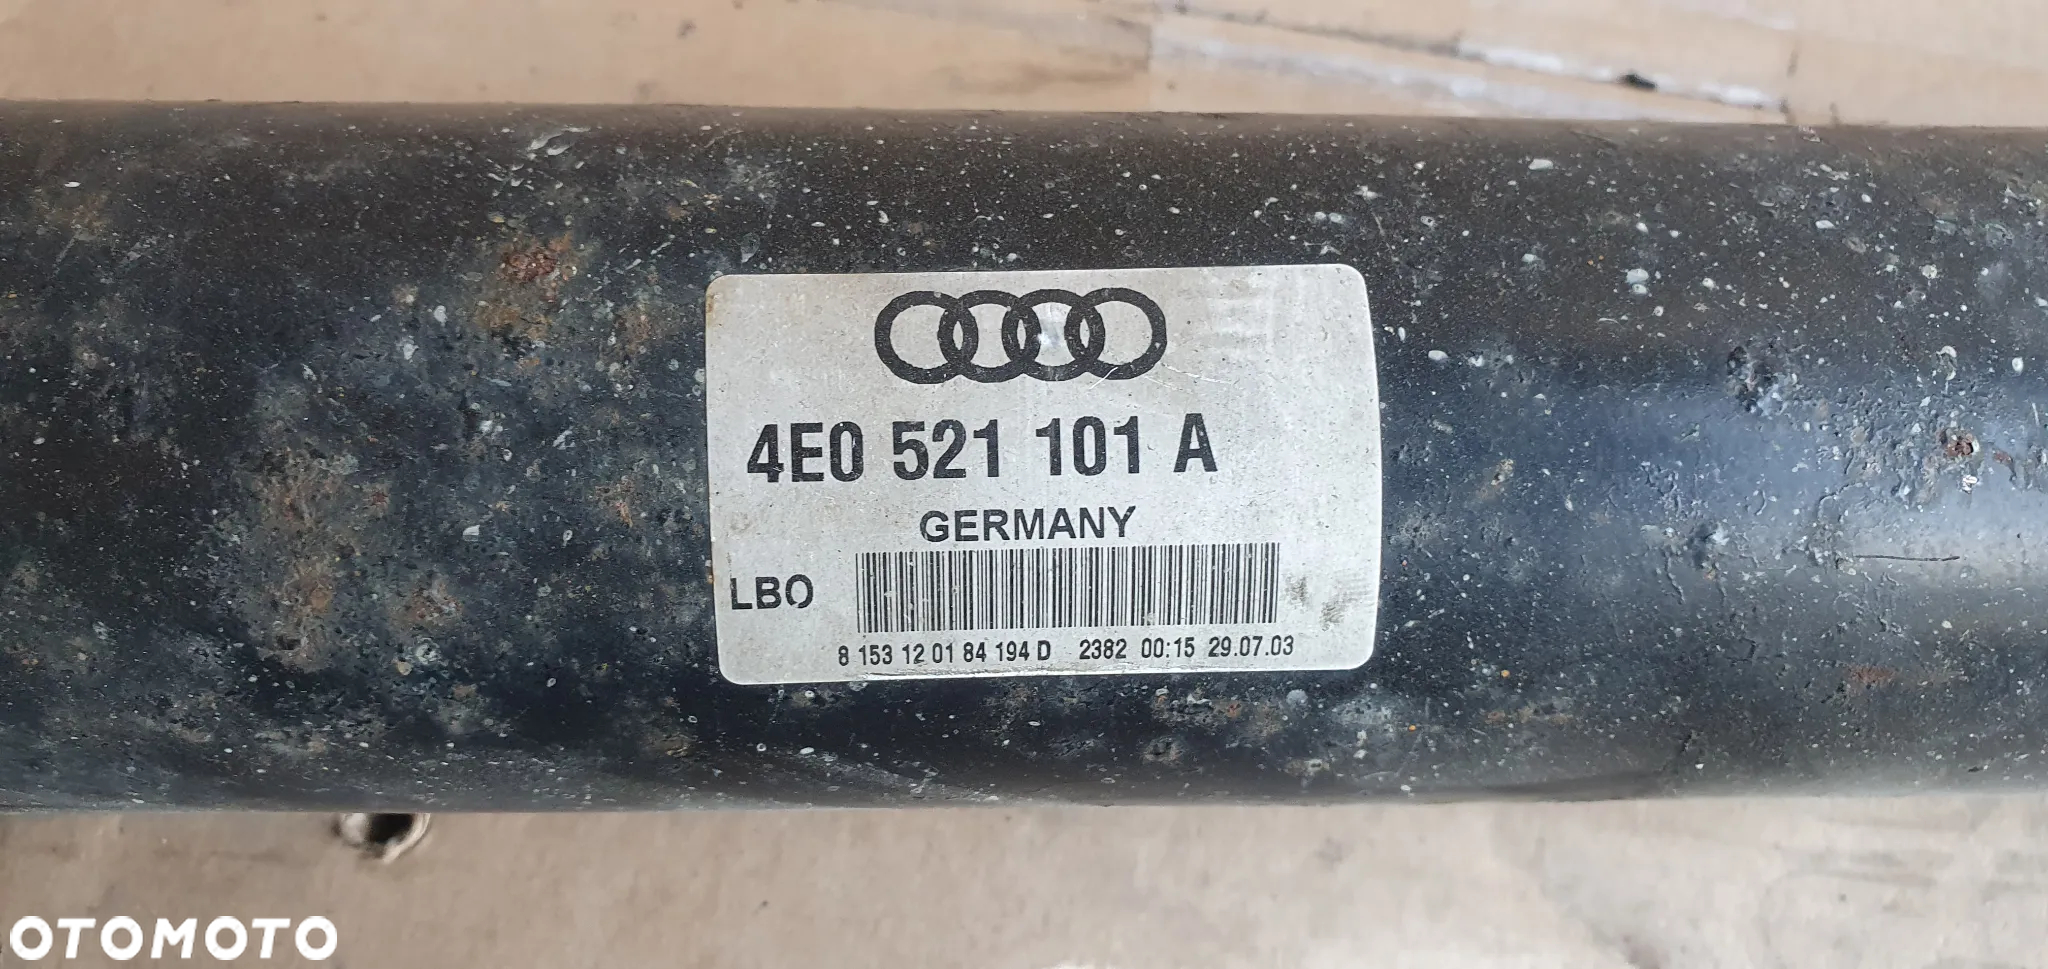 4E0 521 101 A
GERMANY
LBO
8 153 12 01 84 194 D 2382 00:15 29.07.03
OTOMOTO